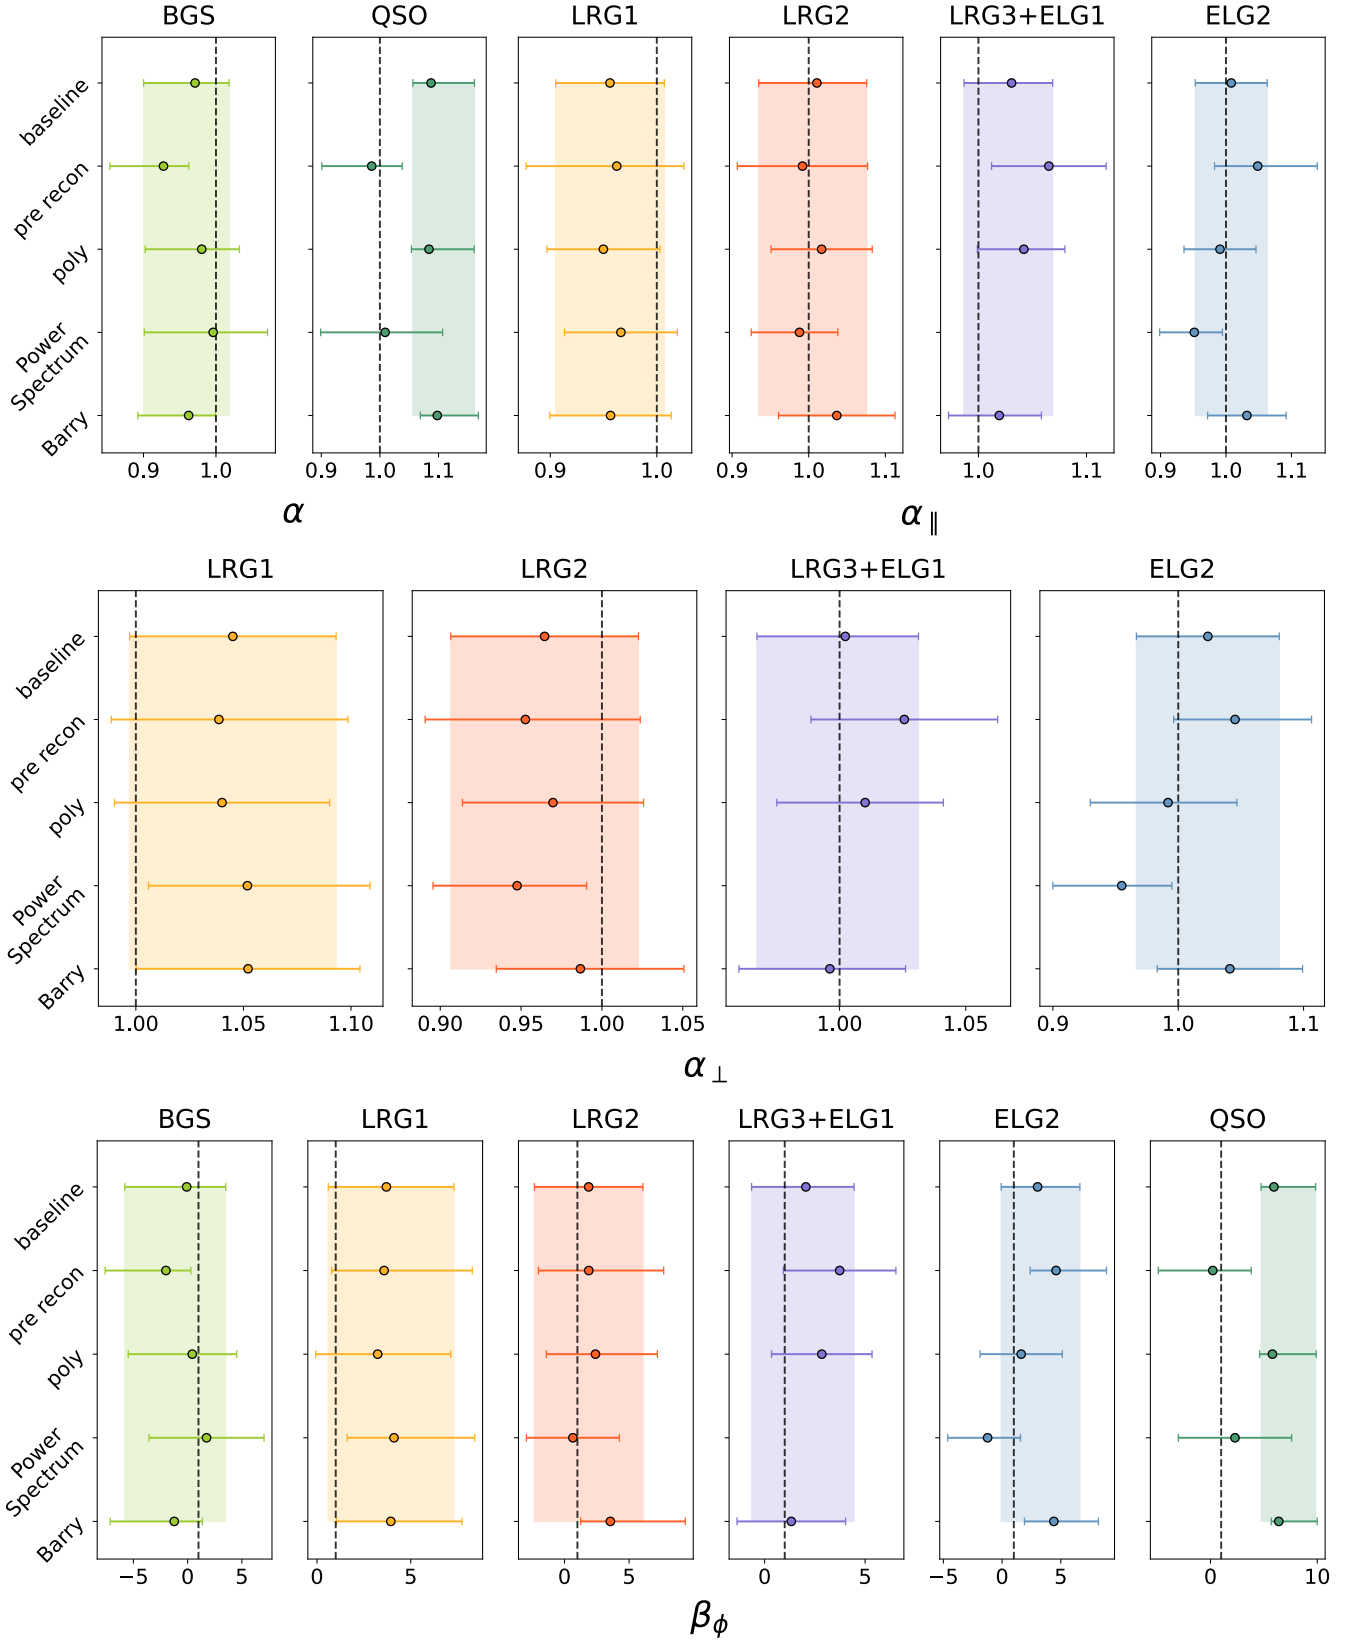 BGS QSO LRG1 LRG2 LRG3+ELG1 ELG2
baseline
pre recon
poly
Power
Spectrum
Barry
0.9 1.0 0.9 1.0 1.1 0.9 1.0 0.9 1.0 1.1 1.0 1.1 0.9 1.0 1.1
α α∥
LRG1 LRG2 LRG3+ELG1 ELG2
baseline
pre recon
poly
Power
Spectrum
Barry
1.00 1.05 1.10 0.90 0.95 1.00 1.05 1.00 1.05 0.9 1.0 1.1
α⊥
BGS LRG1 LRG2 LRG3+ELG1 ELG2 QSO
baseline
pre recon
poly
Power
Spectrum
Barry
−5 0 5 0 5 0 5 0 5 −5 0 5 0 10
βϕ